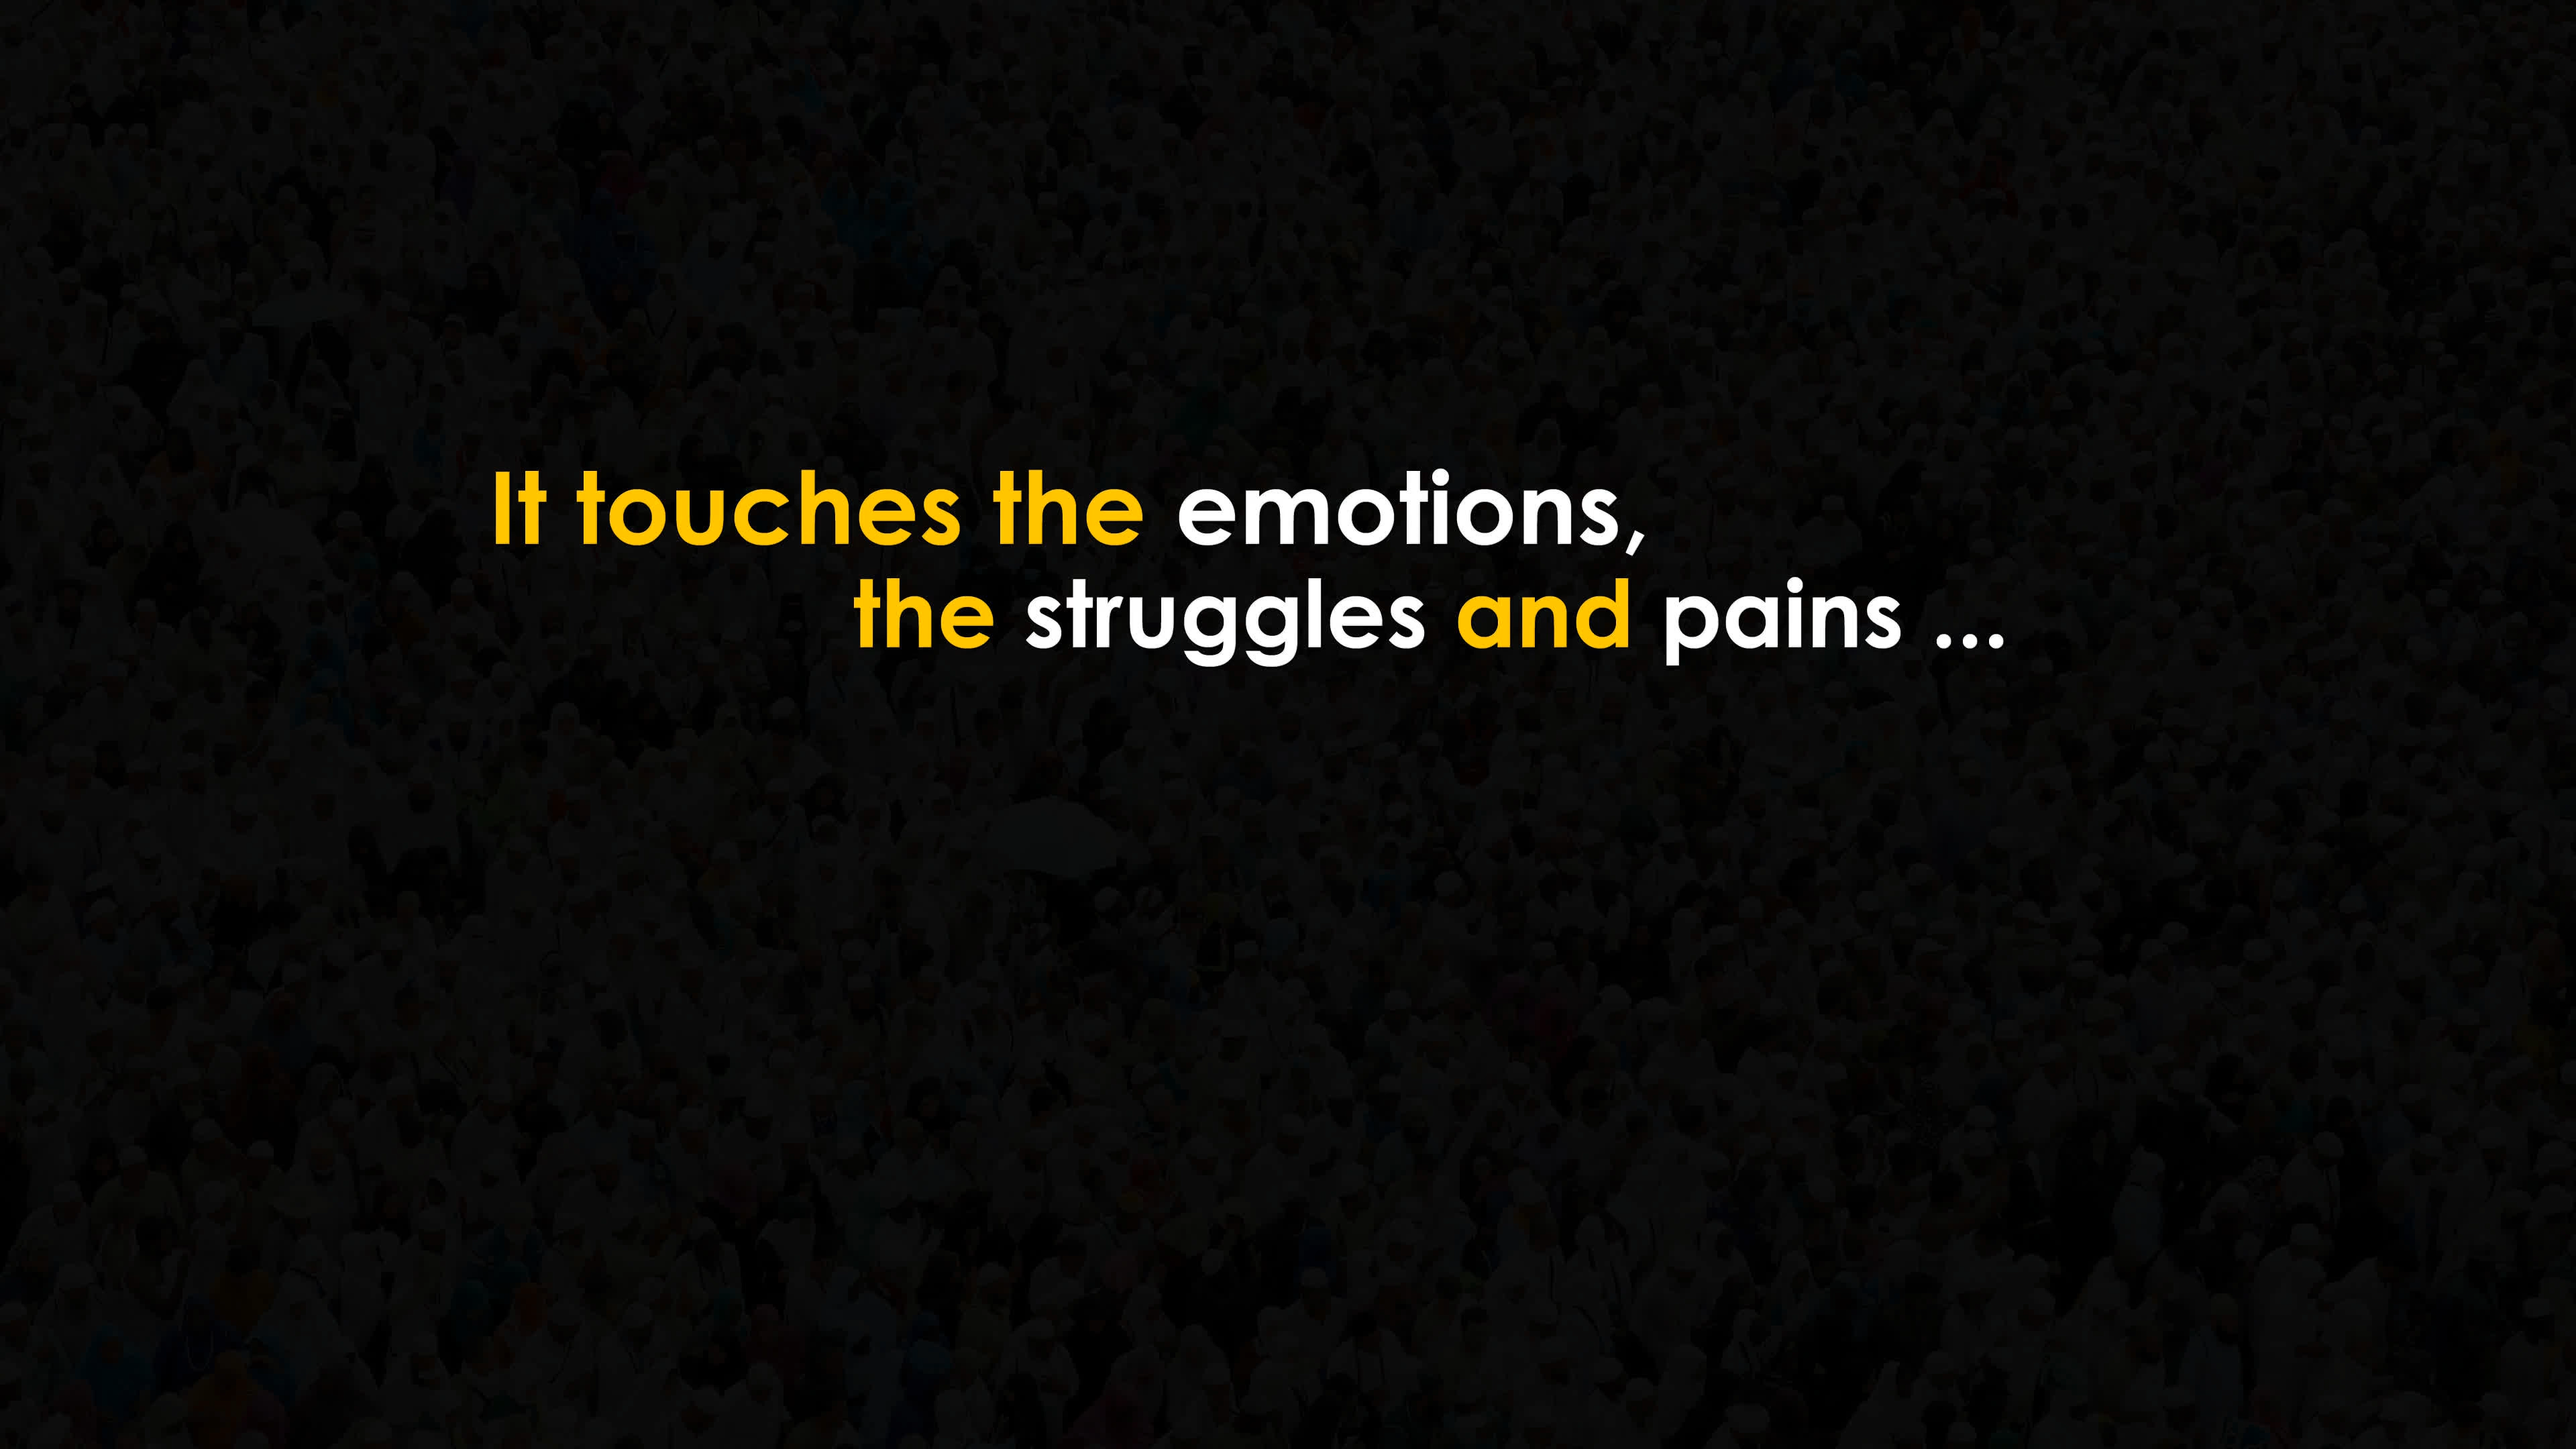 It touches the emotions,
the struggles and pains ...